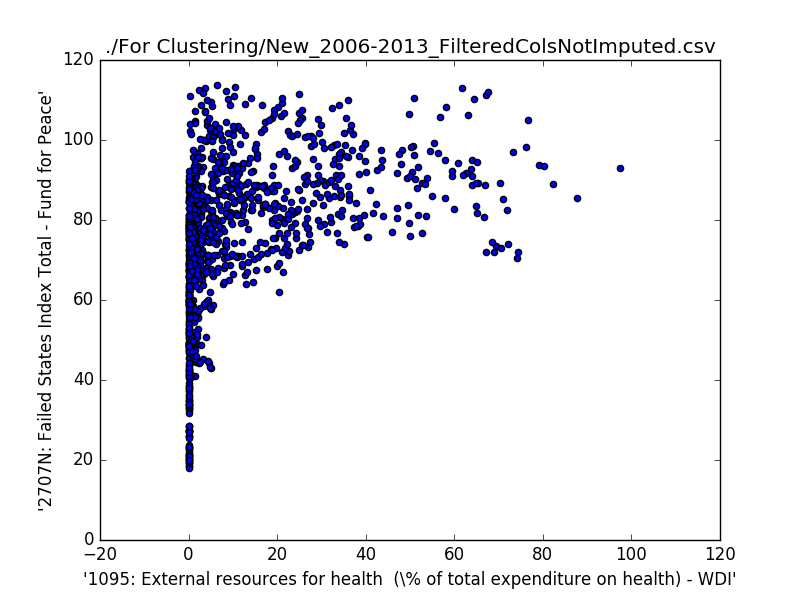 ./For Clustering/New_2006-2013_FilteredColsNotImputed.csv
120
100
80
60
40
20
0
'2707N: Failed States Index Total - Fund for Peace'
−20 0 20 40 60 80 100 120
'1095: External resources for health  (\% of total expenditure on health) - WDI'